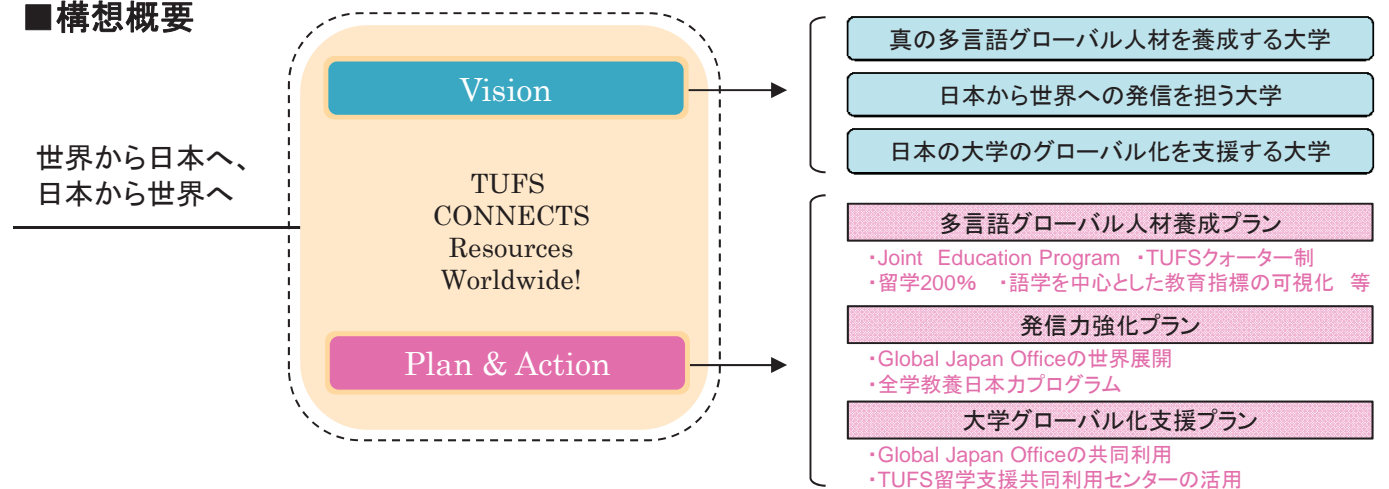 ■構想概要
世界から日本へ、
日本から世界へ
Vision
TUFS
CONNECTS
Resources
Worldwide!
Plan & Action
真の多言語グローバル人材を養成する大学
日本から世界への発信を担う大学
日本の大学のグローバル化を支援する大学
多言語グローバル人材養成プラン
・Joint Education Program ・TUFSクォーター制
・留学200% ・語学を中心とした教育指標の可視化 等
発信力強化プラン
・Global Japan Officeの世界展開
・全学教養日本力プログラム
大学グローバル化支援プラン
・Global Japan Officeの共同利用
・TUFS留学支援共同利用センターの活用